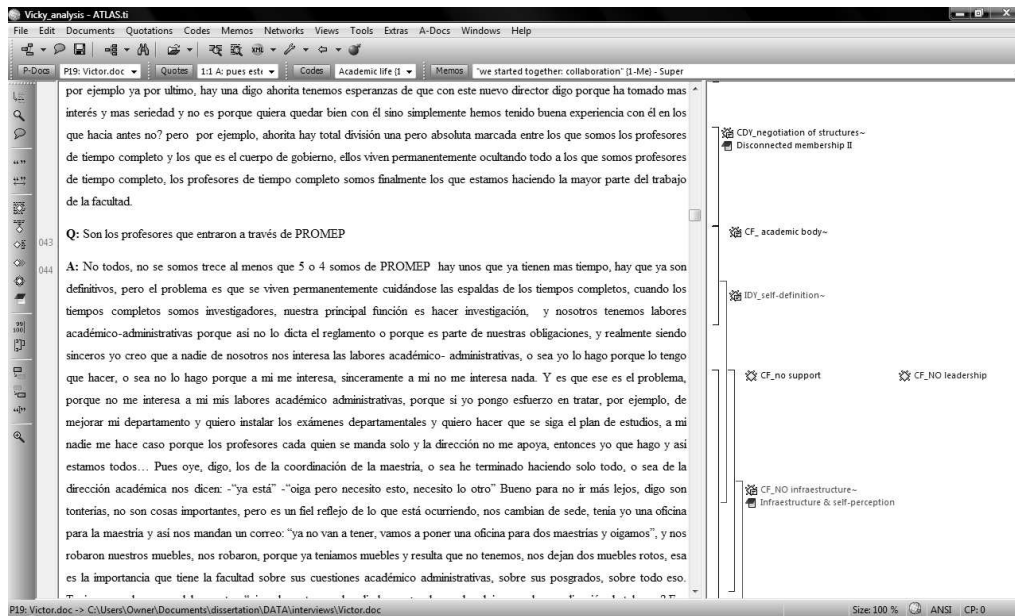 Vicky_analysis - ATLAS.ti
File Edit Documents Quotations Codes Memos Networks Views Tools Extras A-Docs Windows Help
P-Docs P19: Victor.doc Quotes 1:1 A: pues este Codes Academic life {1 Memos "we started together: collaboration" {1-Me} - Super
por ejemplo ya por ultimo, hay una digo ahorita tenemos esperanzas de que con este nuevo director digo porque ha tomado mas
interés y mas seriedad y no es porque quiera quedar bien con él sino simplemente hemos tenido buena experiencia con él en los
que hacia antes no? pero por ejemplo, ahorita hay total división una pero absoluta marcada entre los que somos los profesores
de tiempo completo y los que es el cuerpo de gobierno, ellos viven permanentemente ocultando todo a los que somos profesores
de tiempo completo, los profesores de tiempo completo somos finalmente los que estamos haciendo la mayor parte del trabajo
de la facultad.
043 Q: Son los profesores que entraron a través de PROMEP
044 A: No todos, no se somos trece al menos que 5 o 4 somos de PROMEP hay unos que ya tienen mas tiempo, hay que ya son
definitivos, pero el problema es que se viven permanentemente cuidándose las espaldas de los tiempos completos, cuando los
tiempos completos somos investigadores, nuestra principal función es hacer investigación, y nosotros tenemos labores
académico-administrativas porque asi no lo dicta el reglamento o porque es parte de nuestras obligaciones, y realmente siendo
sinceros yo creo que a nadie de nosotros nos interesa las labores académico- administrativas, o sea yo lo hago porque lo tengo
que hacer, o sea no lo hago porque a mi me interesa, sinceramente a mi no me interesa nada. Y es que ese es el problema,
porque no me interesa a mi mis labores académico administrativas, porque si yo pongo esfuerzo en tratar, por ejemplo, de
mejorar mi departamento y quiero instalar los exámenes departamentales y quiero hacer que se siga el plan de estudios, a mi
nadie me hace caso porque los profesores cada quien se manda solo y la dirección no me apoya, entonces yo que hago y asi
estamos todos… Pues oye, digo, los de la coordinación de la maestria, o sea he terminado haciendo solo todo, o sea de la
dirección académica nos dicen: -“ya está” -“oiga pero necesito esto, necesito lo otro” Bueno para no ir más lejos, digo son
tonterias, no son cosas importantes, pero es un fiel reflejo de lo que está ocurriendo, nos cambian de sede, tenia yo una oficina
para la maestria y asi nos mandan un correo: “ya no van a tener, vamos a poner una oficina para dos maestrias y oigamos”, y nos
robaron nuestros muebles, nos robaron, porque ya teniamos muebles y resulta que no tenemos, nos dejan dos muebles rotos, esa
es la importancia que tiene la facultad sobre sus cuestiones académico administrativas, sobre sus posgrados, sobre todo eso.
CDY_negotiation of structures~
Disconnected membership II
CF_ academic body~
IDY_self-definition~
CF_no support
CF_NO leadership
CF_NO infraestructure~
Infraestructure & self-perception
P19: Victor.doc -> C:\Users\Owner\Documents\dissertation\DATA\interviews\Victor.doc Size: 100 % ANSI CP: 0